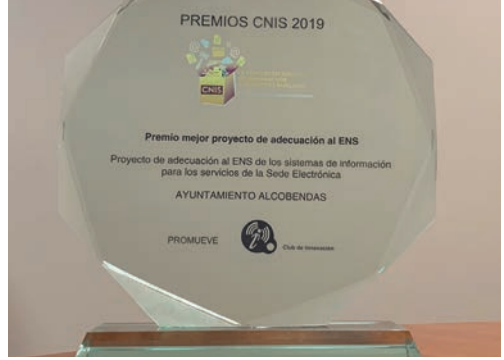 PREMIOS CNIS 2019
CNIS
Premio mejor proyecto de adecuación al ENS
Proyecto de adecuación al ENS de los sistemas de información
para los servicios de la Sede Electrónica
AYUNTAMIENTO ALCOBENDAS
PROMUEVE
Club de Innovación